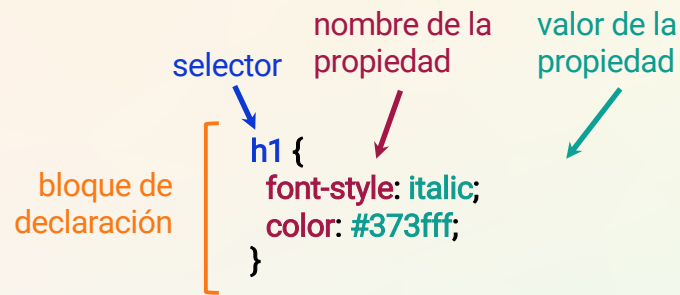 nombre de la
propiedad
valor de la
propiedad
selector
h1 {
bloque de
declaración
font-style: italic;
color: #373fff;
}